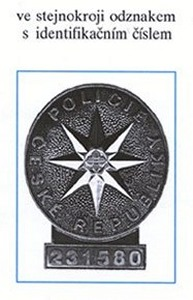 ve stejnokroji odznakem
s identifikačním číslem
POLICIE
ČESKÉ REPUBLIKY
231580